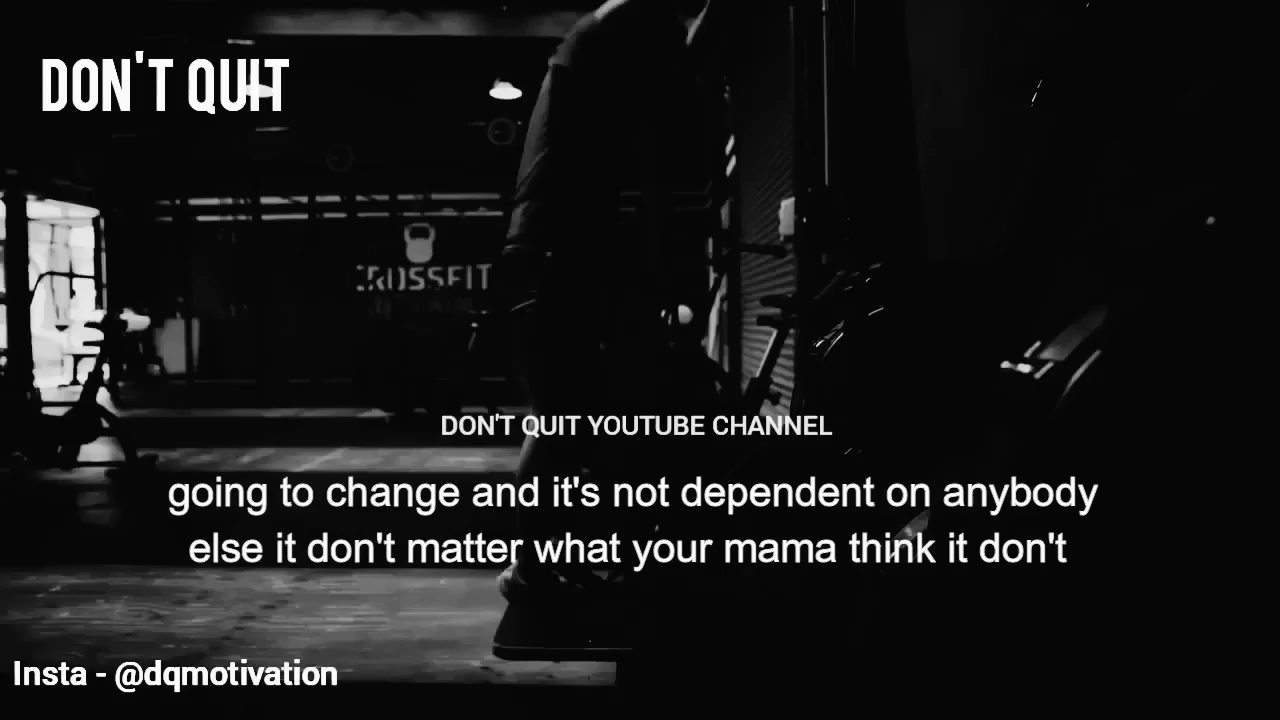 DON'T QUIT
CROSSFIT
DON'T QUIT YOUTUBE CHANNEL
going to change and it's not dependent on anybody
else it don't matter what your mama think it don't
Insta - @dqmotivation